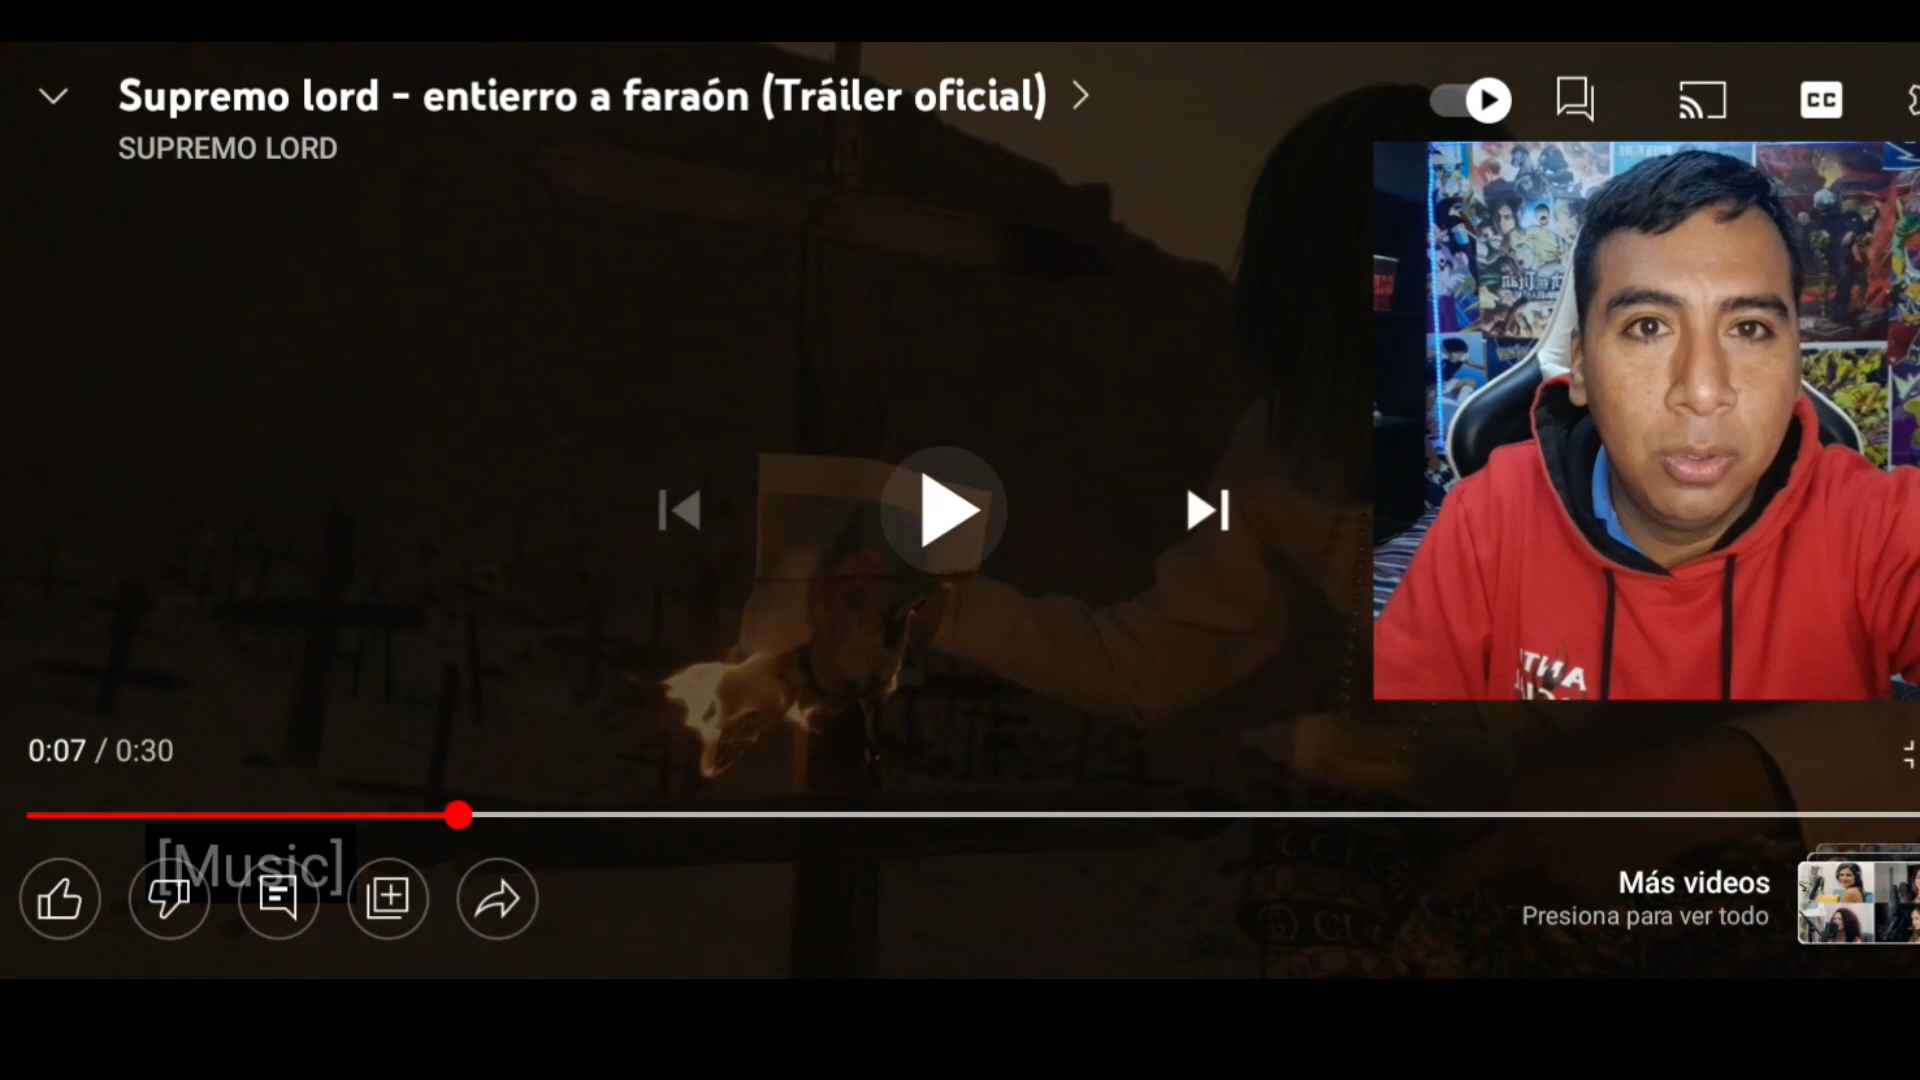 Supremo lord - entierro a faraón (Tráiler oficial)
SUPREMO LORD
CC
0:07 / 0:30
[Music]
Más videos
Presiona para ver todo